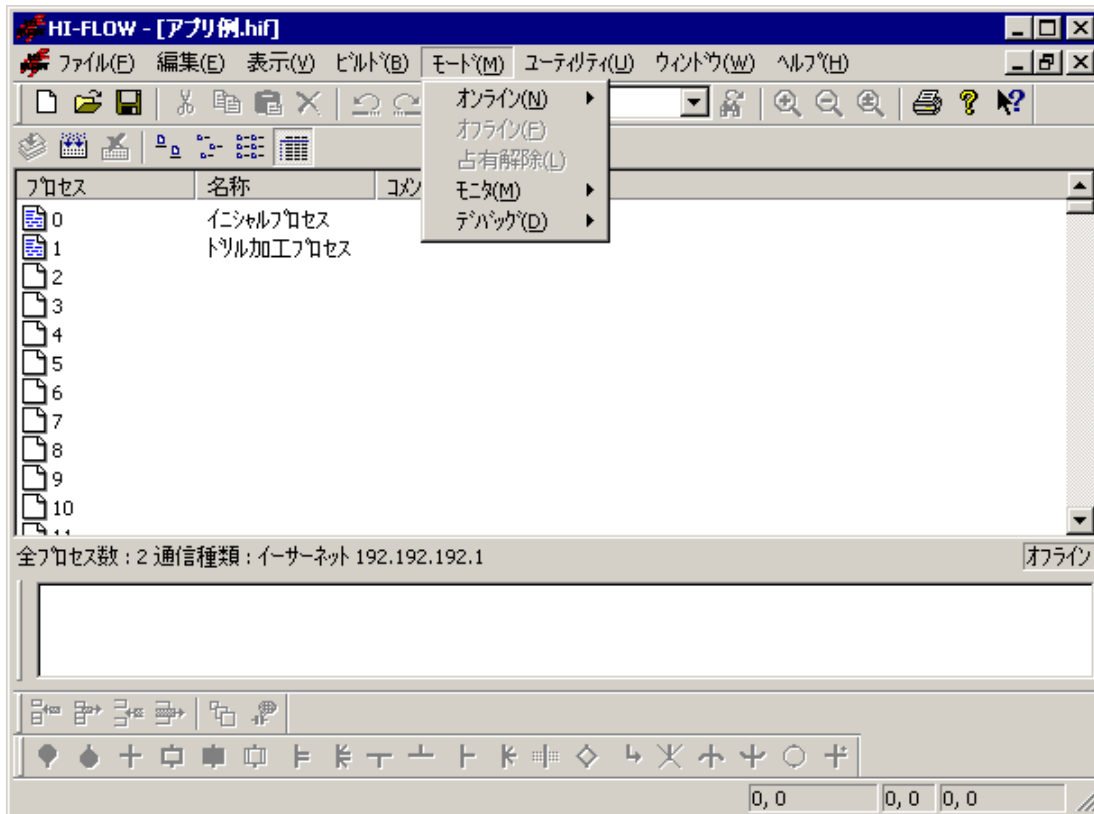 HI-FLOW - [アプリ例.hif]
ファイル(F) 編集(E) 表示(V) ビルド(B) モード(M) ユーティリティ(U) ウィンドウ(W) ヘルプ(H)
オンライン(N)
オフライン(F)
占有解除(L)
モニタ(M)
デバッグ(D)
プロセス 名称 コメン
0 イニシャルプロセス
1 ドリル加工プロセス
2
3
4
5
6
7
8
9
10
全プロセス数 : 2 通信種類 : イーサーネット 192.192.192.1 オフライン
0, 0 0, 0 0, 0